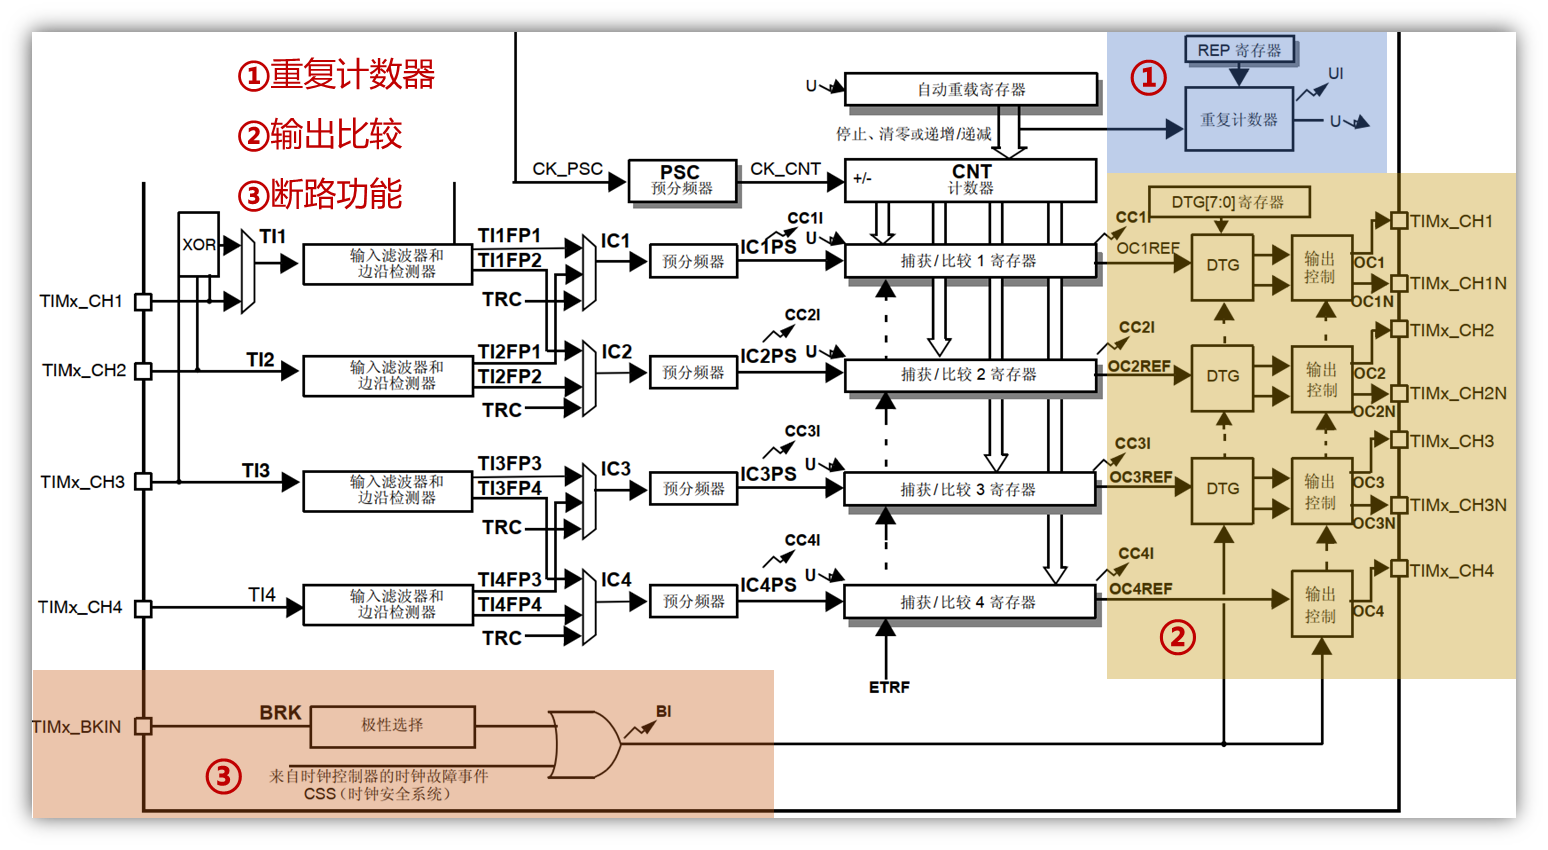 ①重复计数器
②输出比较
③断路功能
①
REP 寄存器
UI
重复计数器
U
U
自动重载寄存器
停止、清零或递增/递减
CK_PSC
PSC
预分频器
CK_CNT
+/-
CNT
计数器
DTG[7:0]寄存器
XOR
TI1
输入滤波器和
边沿检测器
TI1FP1
TI1FP2
TRC
IC1
预分频器
CC1I
U
IC1PS
捕获/比较 1 寄存器
CC1I
OC1REF
DTG
输出
控制
OC1
OC1N
TIMx_CH1
TIMx_CH1N
TIMx_CH1
TIMx_CH2
TI2
输入滤波器和
边沿检测器
TI2FP1
TI2FP2
TRC
IC2
预分频器
CC2I
U
IC2PS
捕获/比较 2 寄存器
CC2I
OC2REF
DTG
输出
控制
OC2
OC2N
TIMx_CH2
TIMx_CH2N
TIMx_CH3
TI3
输入滤波器和
边沿检测器
TI3FP3
TI3FP4
TRC
IC3
预分频器
CC3I
U
IC3PS
捕获/比较 3 寄存器
CC3I
OC3REF
DTG
输出
控制
OC3
OC3N
TIMx_CH3
TIMx_CH3N
TIMx_CH4
TI4
输入滤波器和
边沿检测器
TI4FP3
TI4FP4
TRC
IC4
预分频器
CC4I
U
IC4PS
捕获/比较 4 寄存器
CC4I
OC4REF
输出
控制
OC4
TIMx_CH4
②
ETRF
TIMx_BKIN
BRK
极性选择
BI
③
来自时钟控制器的时钟故障事件
CSS（时钟安全系统）